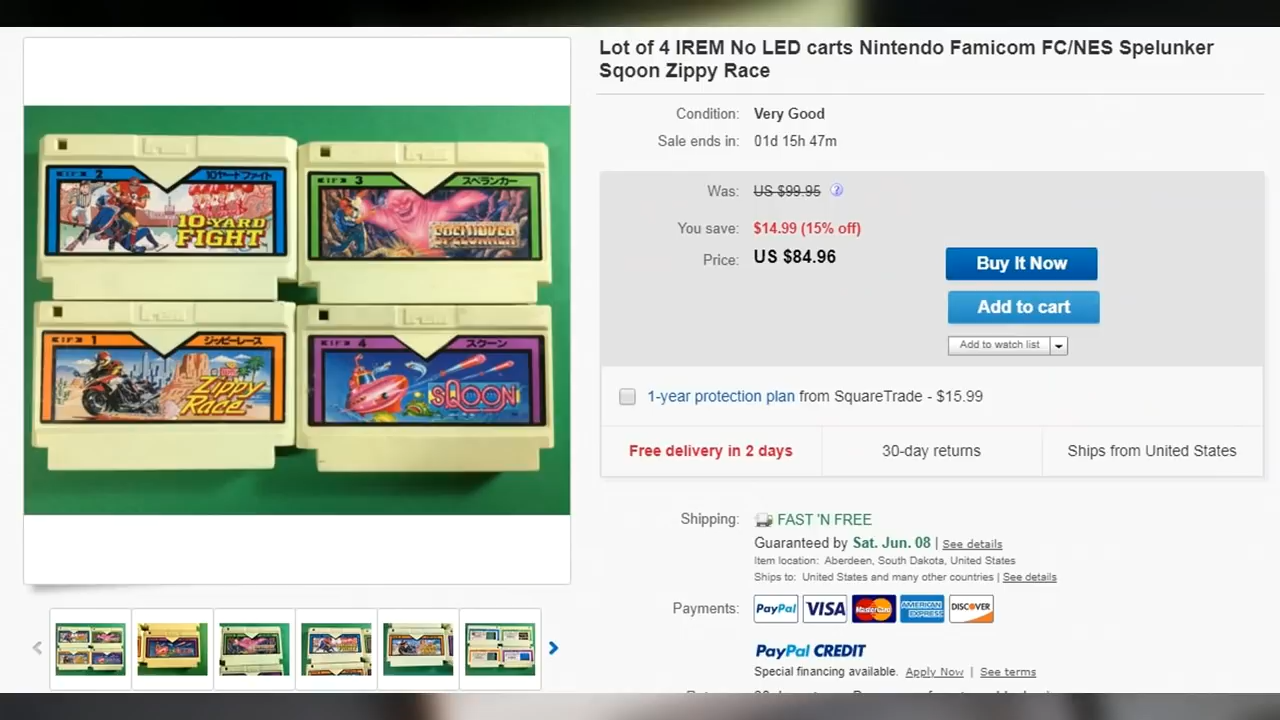 Lot of 4 IREM No LED carts Nintendo Famicom FC/NES Spelunker
Sqoon Zippy Race
Condition: Very Good
Sale ends in: 01d 15h 47m
Was: US $99.95
You save: $14.99 (15% off)
Price: US $84.96
Buy It Now
Add to cart
Add to watch list
1-year protection plan from SquareTrade - $15.99
Free delivery in 2 days
30-day returns
Ships from United States
Shipping: FAST 'N FREE
Guaranteed by Sat. Jun. 08 | See details
Item location: Aberdeen, South Dakota, United States
Ships to: United States and many other countries | See details
Payments: PayPal VISA MasterCard AMERICAN EXPRESS DISCOVER
PayPal CREDIT
Special financing available. Apply Now | See terms
2 10ヤードファイト
10-YARD
FIGHT
3 スペランカー
SPELUNKER
1 ジッピーレース
Zippy
Race
4 スクーン
SQOON